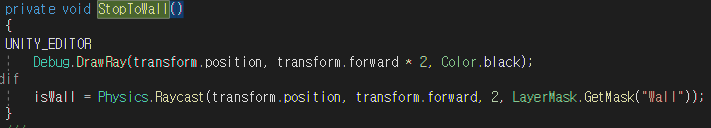 private void StopToWall()
{
UNITY_EDITOR
Debug.DrawRay(transform.position, transform.forward * 2, Color.black);
dif
isWall = Physics.Raycast(transform.position, transform.forward, 2, LayerMask.GetMask("Wall"));
}